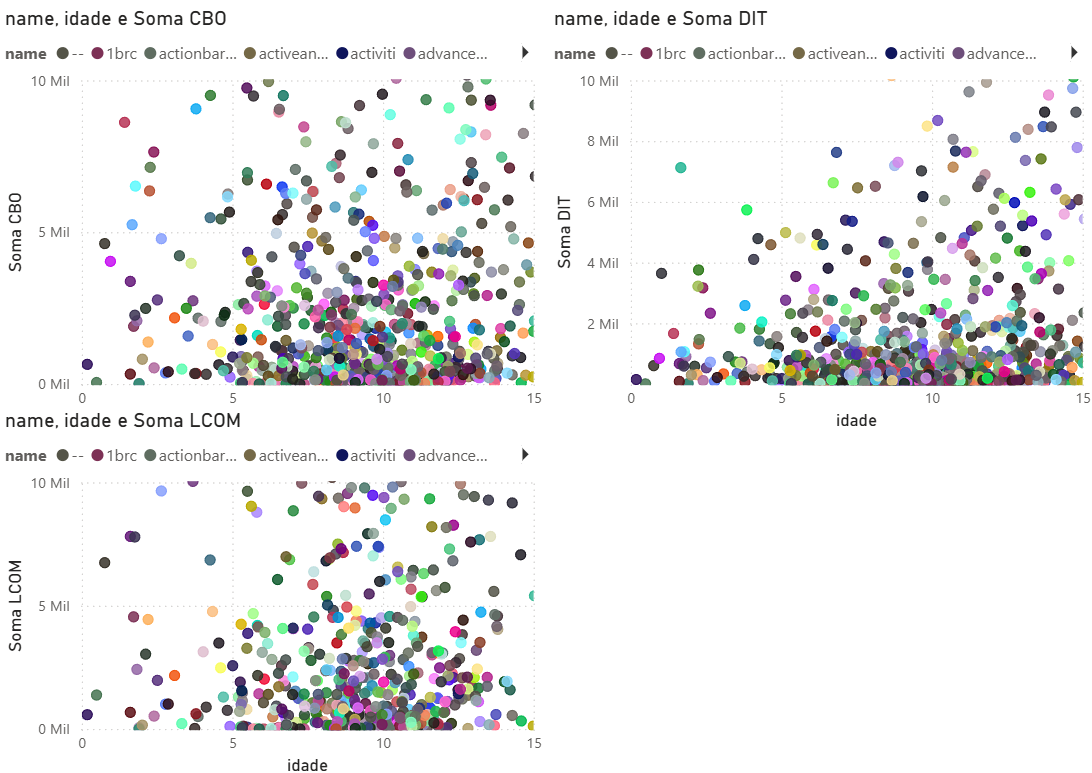 name, idade e Soma CBO
name -- 1brc actionbar... activean... activiti advance...
10 Mil
5 Mil
0 Mil
Soma CBO
0 5 10 15
name, idade e Soma DIT
name -- 1brc actionbar... activean... activiti advance...
10 Mil
8 Mil
6 Mil
4 Mil
2 Mil
Soma DIT
0 5 10 15
idade
name, idade e Soma LCOM
name -- 1brc actionbar... activean... activiti advance...
10 Mil
5 Mil
0 Mil
Soma LCOM
0 5 10 15
idade